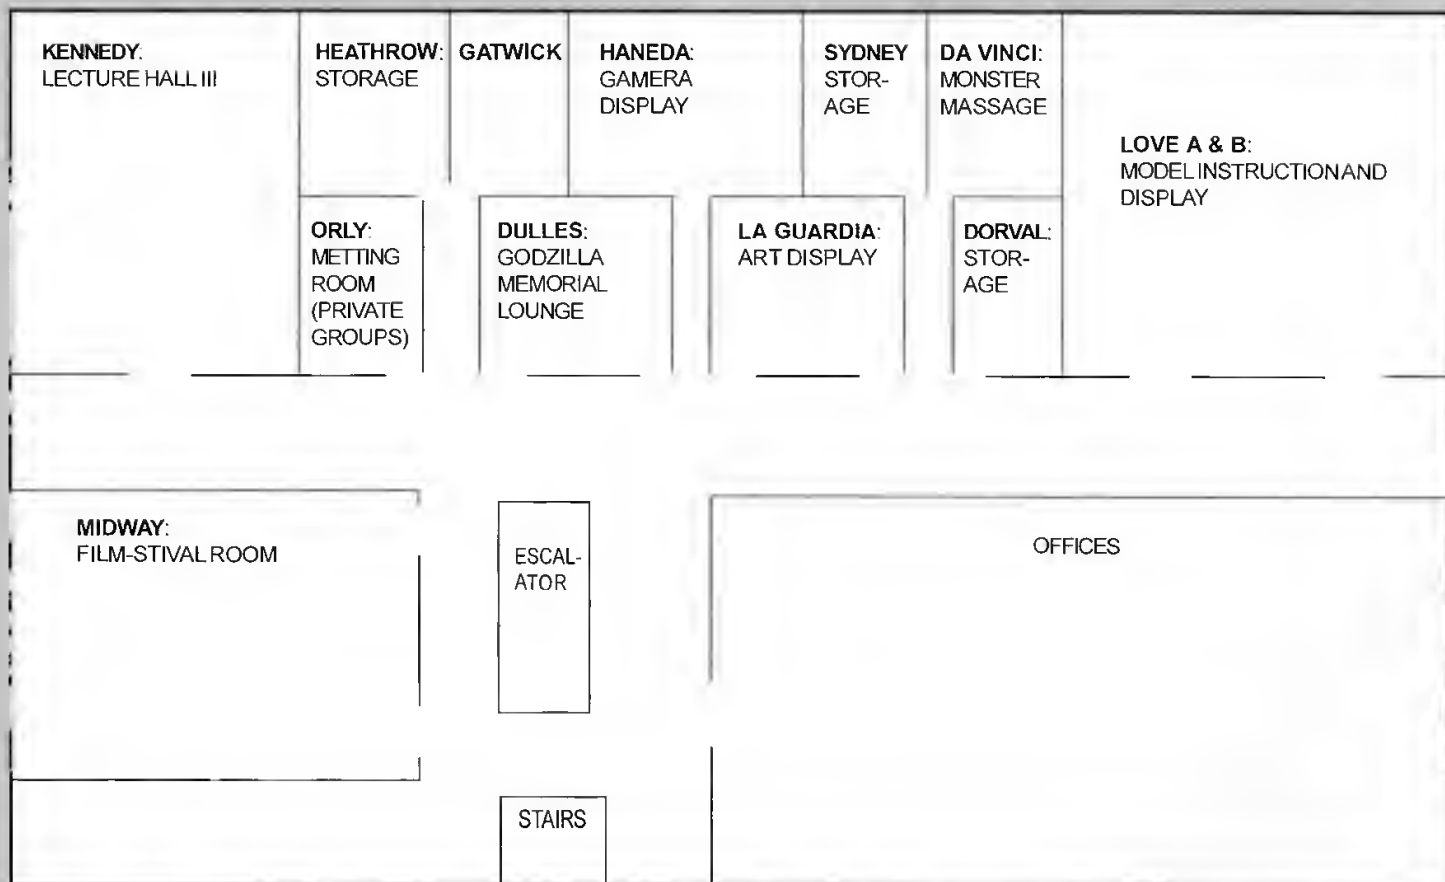 KENNEDY:
LECTURE HALL III
HEATHROW:
STORAGE
GATWICK
HANEDA:
GAMERA
DISPLAY
SYDNEY
STOR-
AGE
DA VINCI:
MONSTER
MASSAGE
LOVE A & B:
MODEL INSTRUCTION AND
DISPLAY
ORLY:
METTING
ROOM
(PRIVATE
GROUPS)
DULLES:
GODZILLA
MEMORIAL
LOUNGE
LA GUARDIA:
ART DISPLAY
DORVAL:
STOR-
AGE
MIDWAY:
FILM-STIVAL ROOM
ESCAL-
ATOR
OFFICES
STAIRS